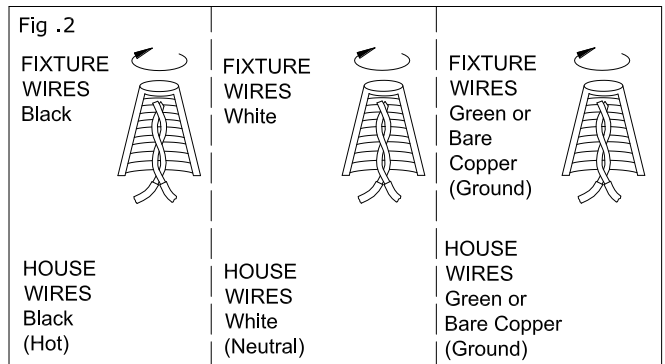 Fig .2
FIXTURE
WIRES
Black
HOUSE
WIRES
Black
(Hot)
FIXTURE
WIRES
White
HOUSE
WIRES
White
(Neutral)
FIXTURE
WIRES
Green or
Bare
Copper
(Ground)
HOUSE
WIRES
Green or
Bare Copper
(Ground)